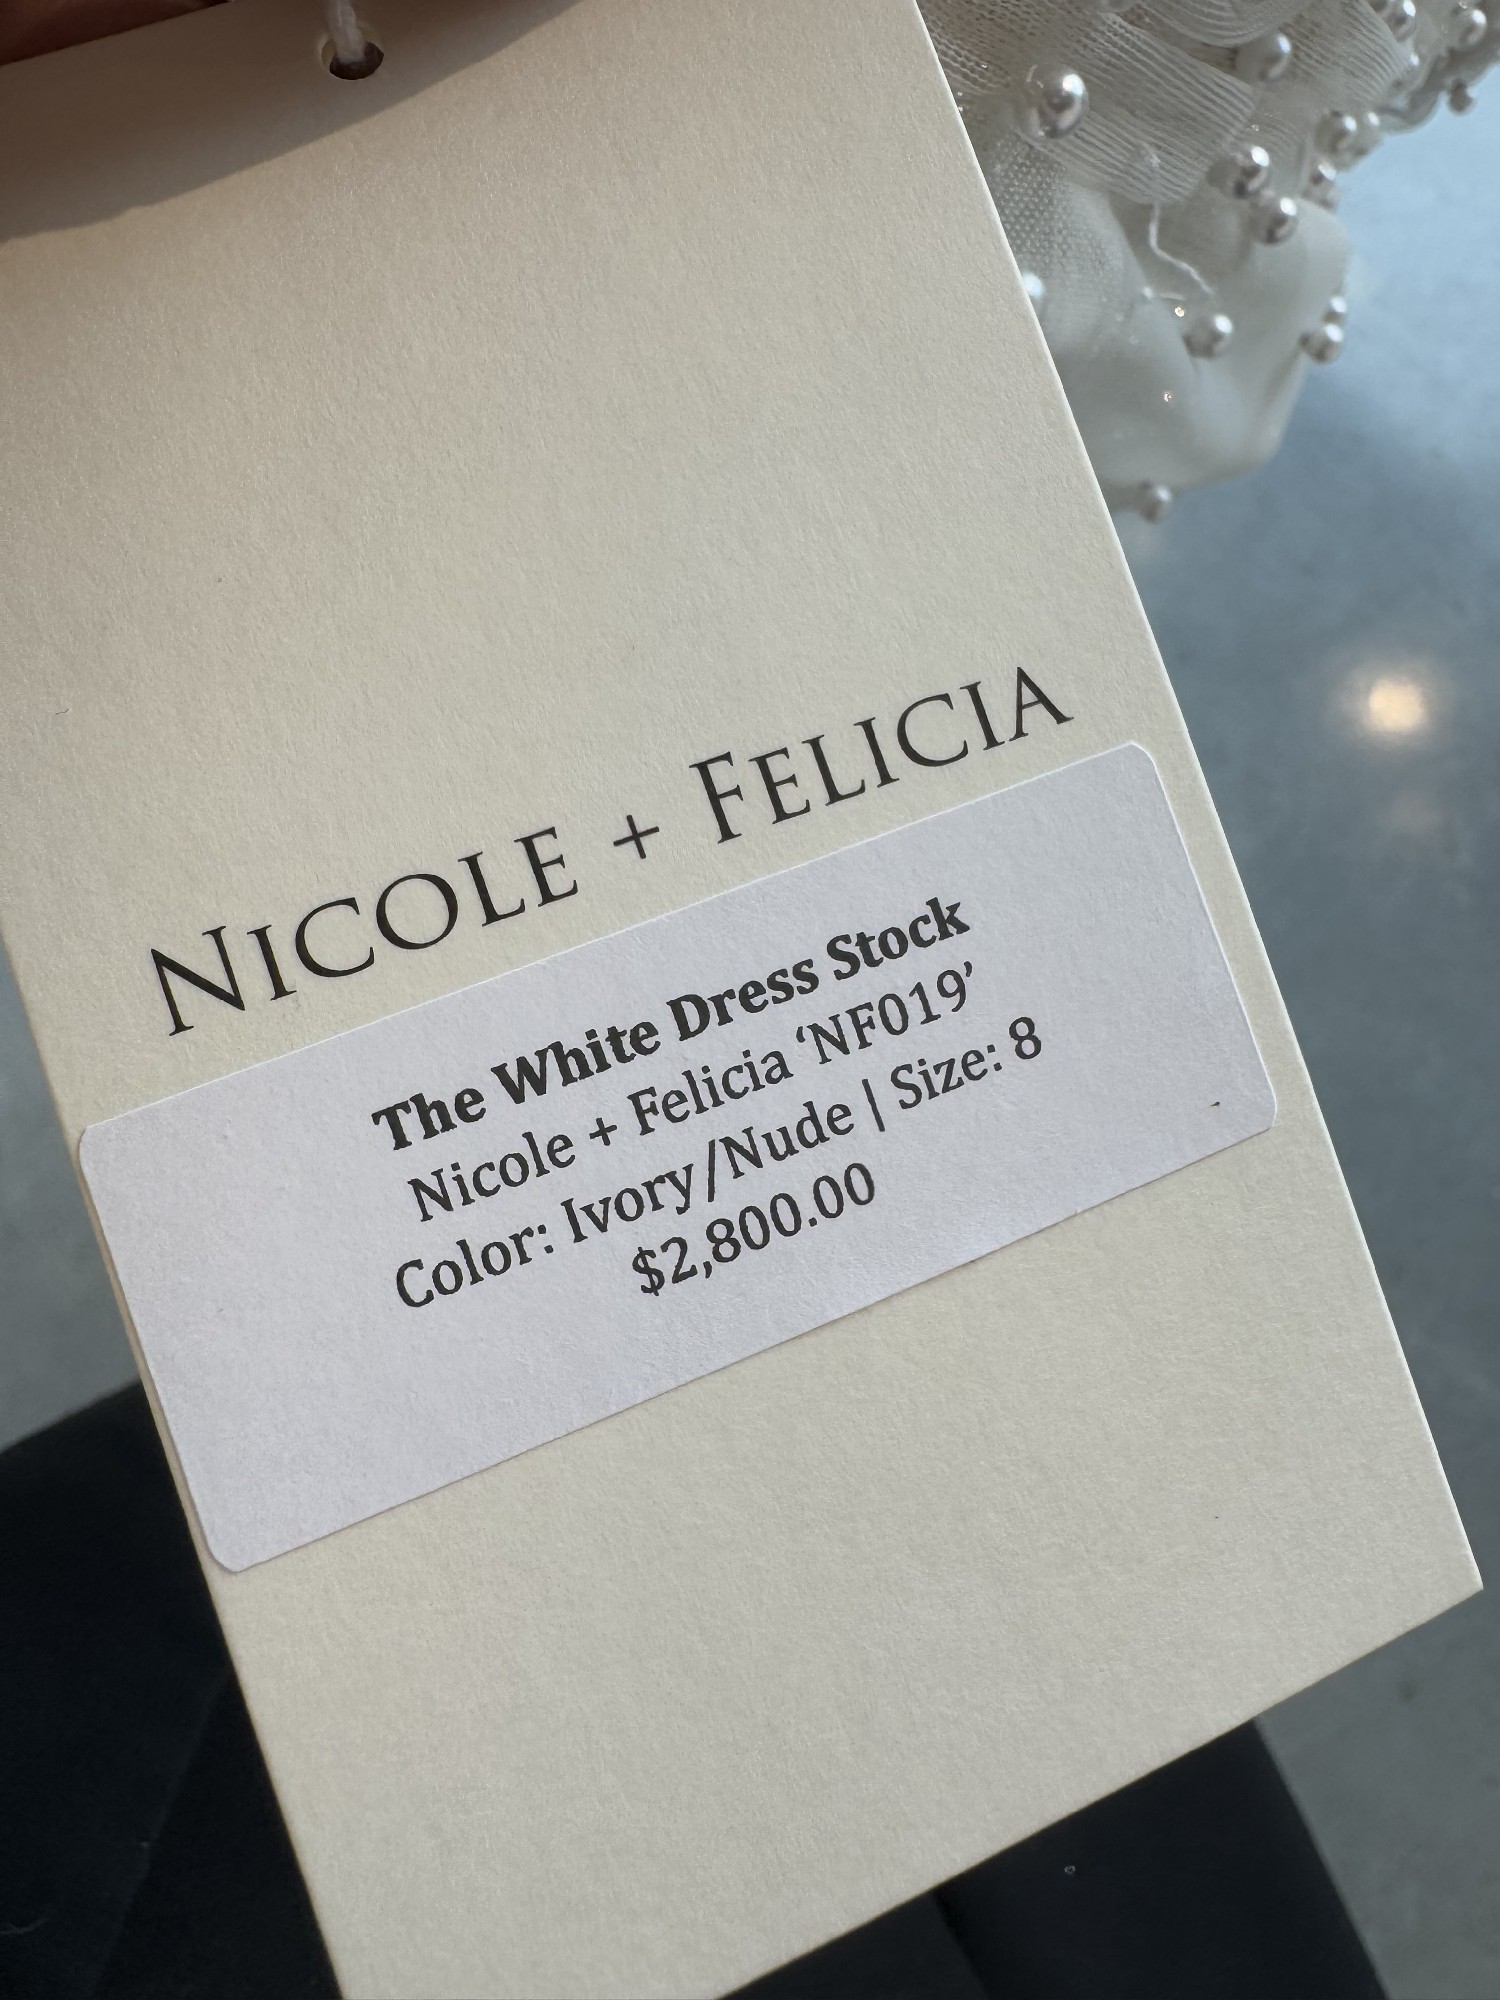 NICOLE + FELICIA
The White Dress Stock
Nicole + Felicia ‘NF019’
Color: Ivory/Nude | Size: 8
$2,800.00